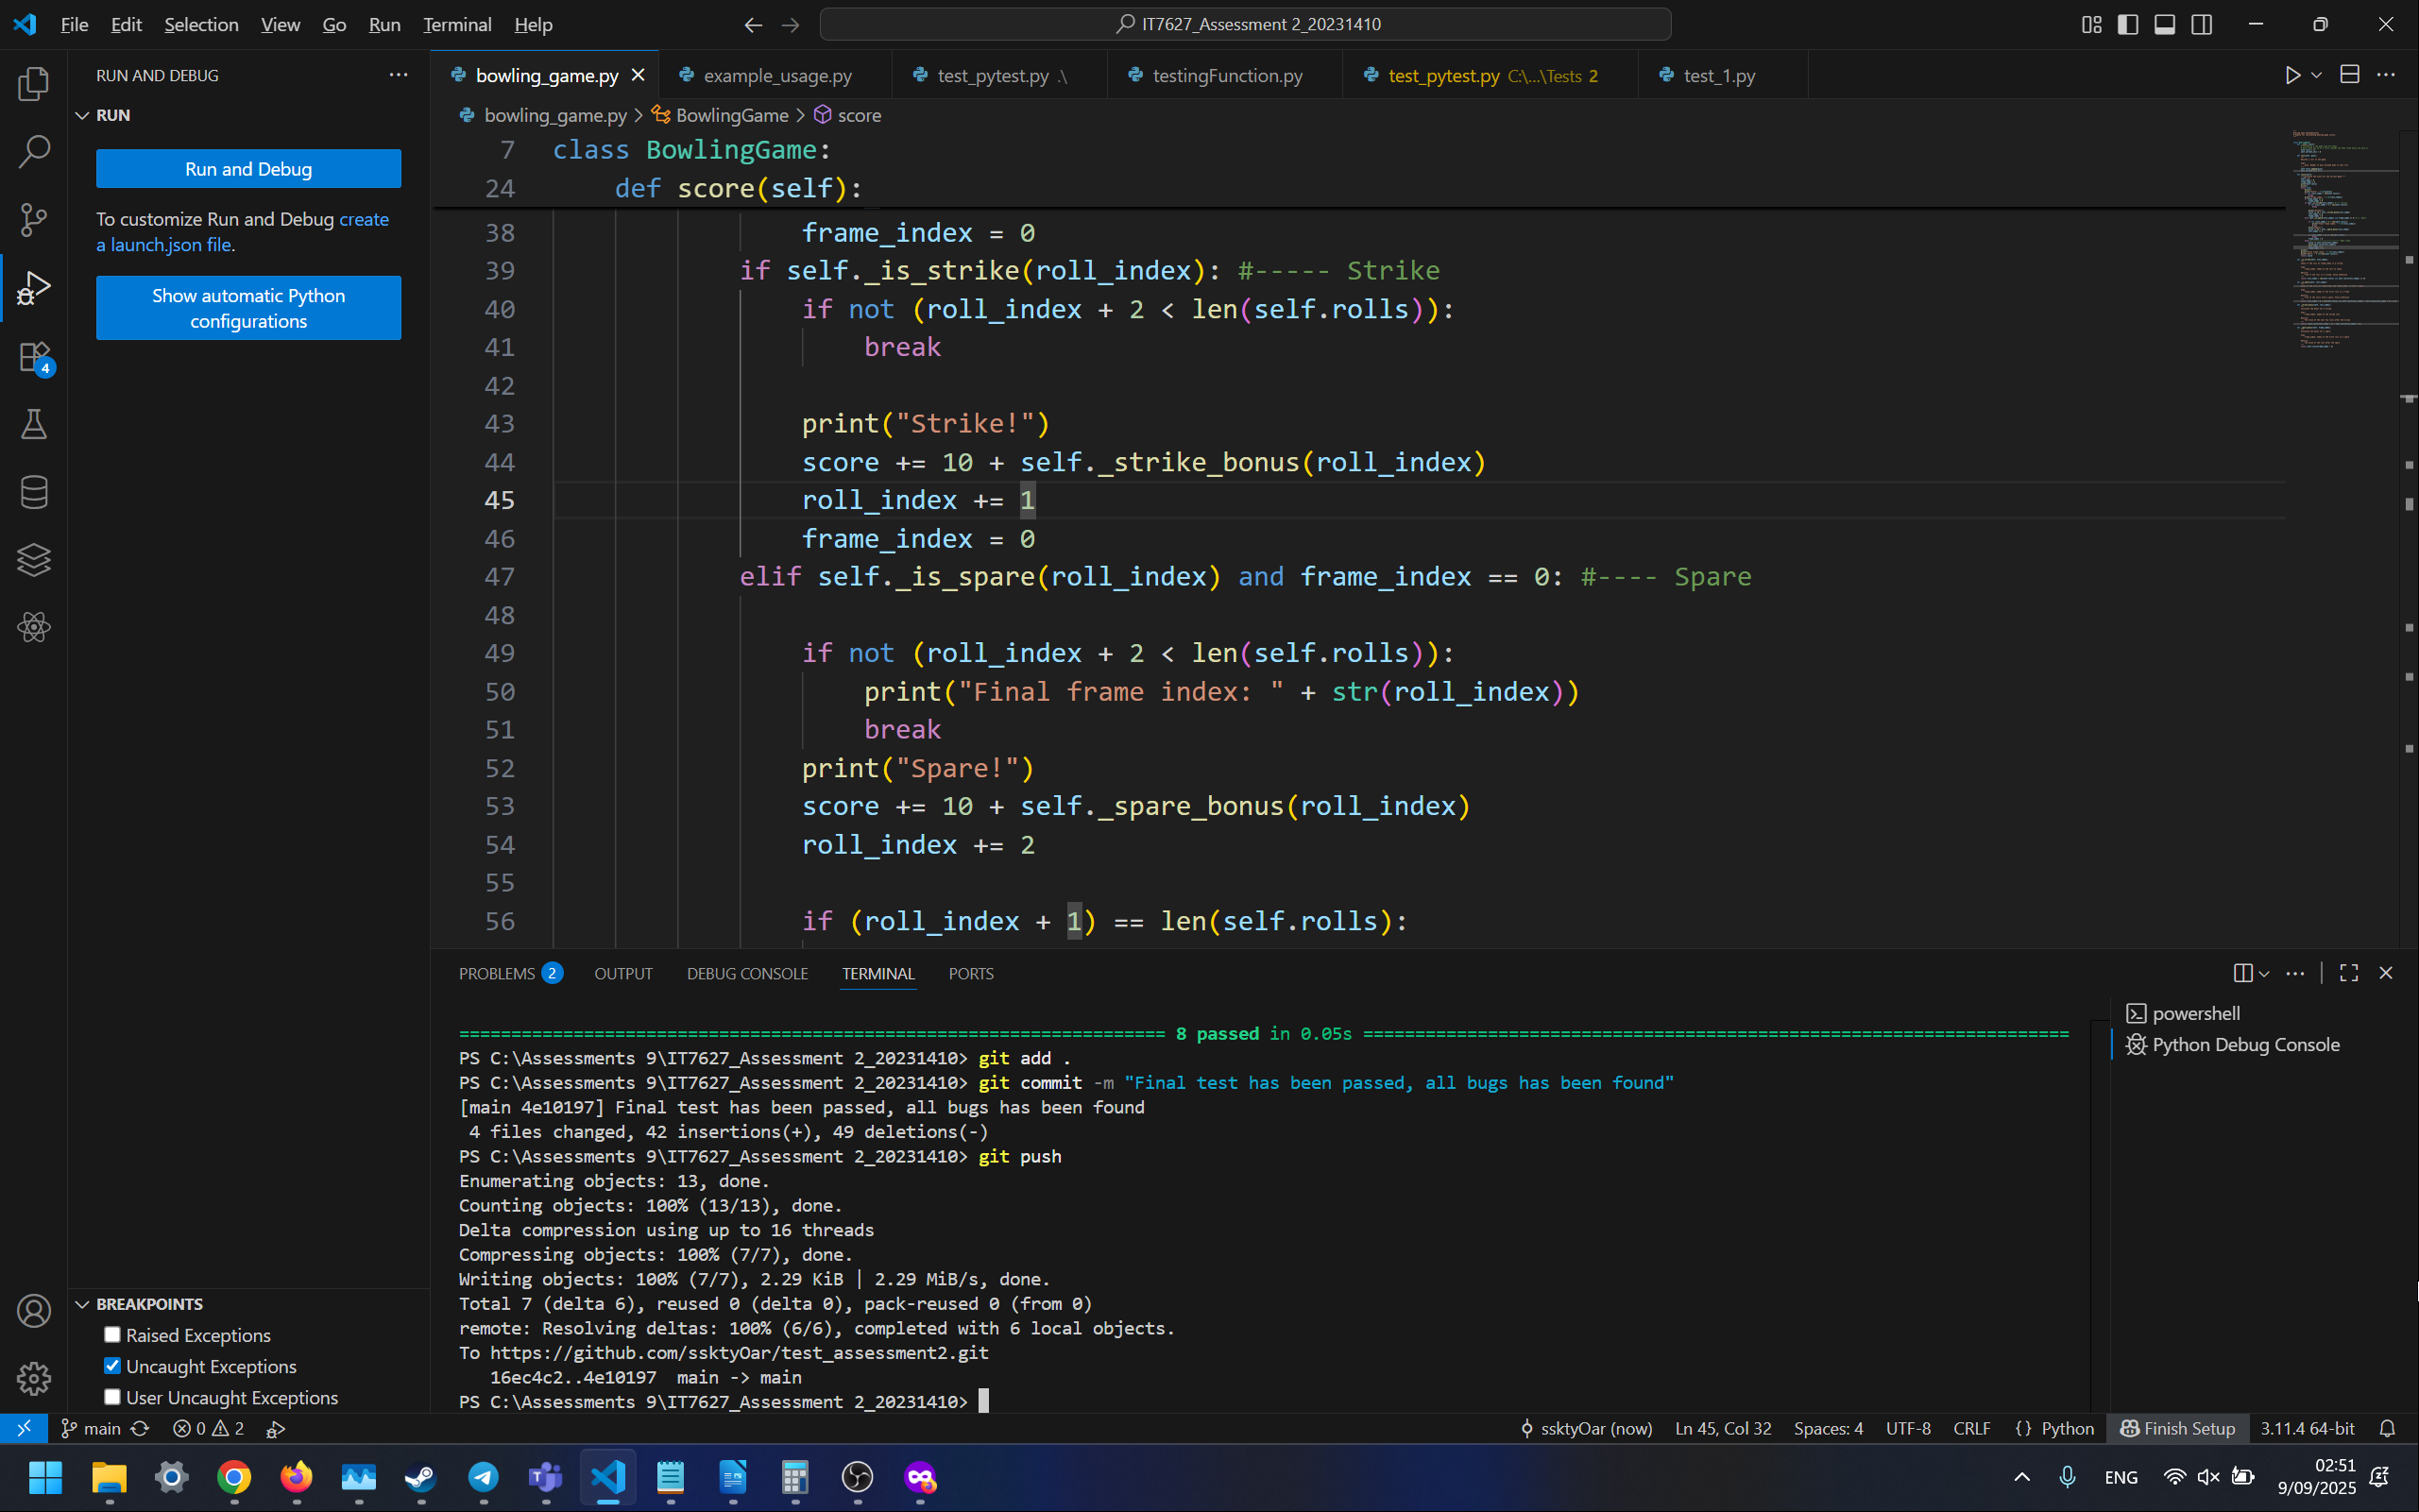 File Edit Selection View Go Run Terminal Help
IT7627_Assessment 2_20231410
RUN AND DEBUG
RUN
Run and Debug
To customize Run and Debug create
a launch.json file.
Show automatic Python
configurations
4
bowling_game.py
example_usage.py
test_pytest.py .\
testingFunction.py
test_pytest.py C:\...\Tests 2
test_1.py
bowling_game.py > BowlingGame > score
7 class BowlingGame:
24 def score(self):
38 frame_index = 0
39 if self._is_strike(roll_index): #----- Strike
40 if not (roll_index + 2 < len(self.rolls)):
41 break
42
43 print("Strike!")
44 score += 10 + self._strike_bonus(roll_index)
45 roll_index += 1
46 frame_index = 0
47 elif self._is_spare(roll_index) and frame_index == 0: #---- Spare
48
49 if not (roll_index + 2 < len(self.rolls)):
50 print("Final frame index: " + str(roll_index))
51 break
52 print("Spare!")
53 score += 10 + self._spare_bonus(roll_index)
54 roll_index += 2
55
56 if (roll_index + 1) == len(self.rolls):
PROBLEMS 2 OUTPUT DEBUG CONSOLE TERMINAL PORTS
==================================================================== 8 passed in 0.05s ====================================================================
PS C:\Assessments 9\IT7627_Assessment 2_20231410> git add .
PS C:\Assessments 9\IT7627_Assessment 2_20231410> git commit -m "Final test has been passed, all bugs has been found"
[main 4e10197] Final test has been passed, all bugs has been found
4 files changed, 42 insertions(+), 49 deletions(-)
PS C:\Assessments 9\IT7627_Assessment 2_20231410> git push
Enumerating objects: 13, done.
Counting objects: 100% (13/13), done.
Delta compression using up to 16 threads
Compressing objects: 100% (7/7), done.
Writing objects: 100% (7/7), 2.29 KiB | 2.29 MiB/s, done.
Total 7 (delta 6), reused 0 (delta 0), pack-reused 0 (from 0)
remote: Resolving deltas: 100% (6/6), completed with 6 local objects.
To https://github.com/ssktyOar/test_assessment2.git
16ec4c2..4e10197 main -> main
PS C:\Assessments 9\IT7627_Assessment 2_20231410>
powershell
Python Debug Console
BREAKPOINTS
Raised Exceptions
Uncaught Exceptions
User Uncaught Exceptions
main 0 2
ssktyOar (now) Ln 45, Col 32 Spaces: 4 UTF-8 CRLF {} Python Finish Setup 3.11.4 64-bit
ENG
02:51
9/09/2025